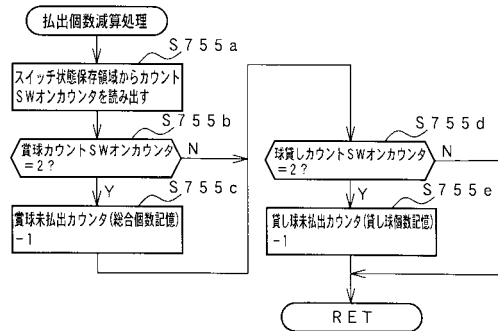 払出個数減算処理
S755a
スイッチ状態保存領域からカウント
SWオンカウンタを読み出す
S755b
賞球カウントSWオンカウンタ
=2?
N
Y
S755c
賞球未払出カウンタ(総合個数記憶)
-1
S755d
球貸しカウントSWオンカウンタ
=2?
N
Y
S755e
貸し球未払出カウンタ(貸し球個数記憶)
-1
RET